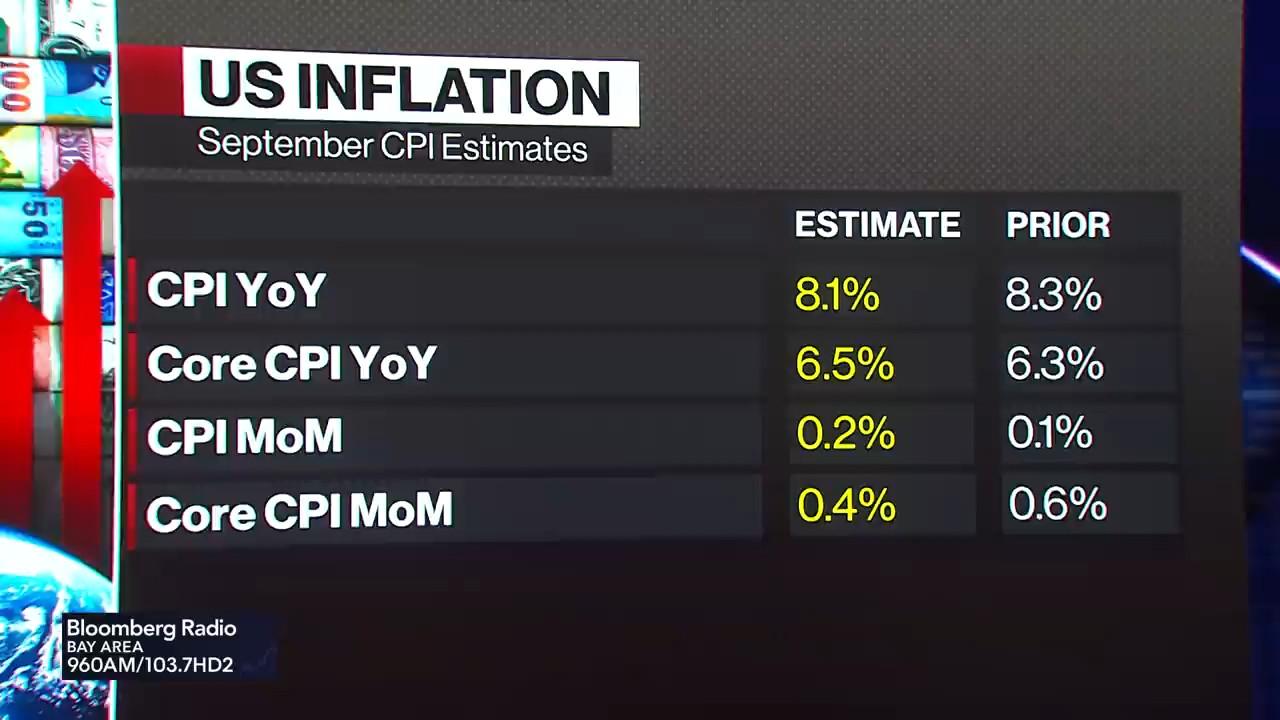 US INFLATION
September CPI Estimates
ESTIMATE PRIOR
CPI YoY 8.1% 8.3%
Core CPI YoY 6.5% 6.3%
CPI MoM 0.2% 0.1%
Core CPI MoM 0.4% 0.6%
100
50
Bloomberg Radio
BAY AREA
960AM/103.7HD2